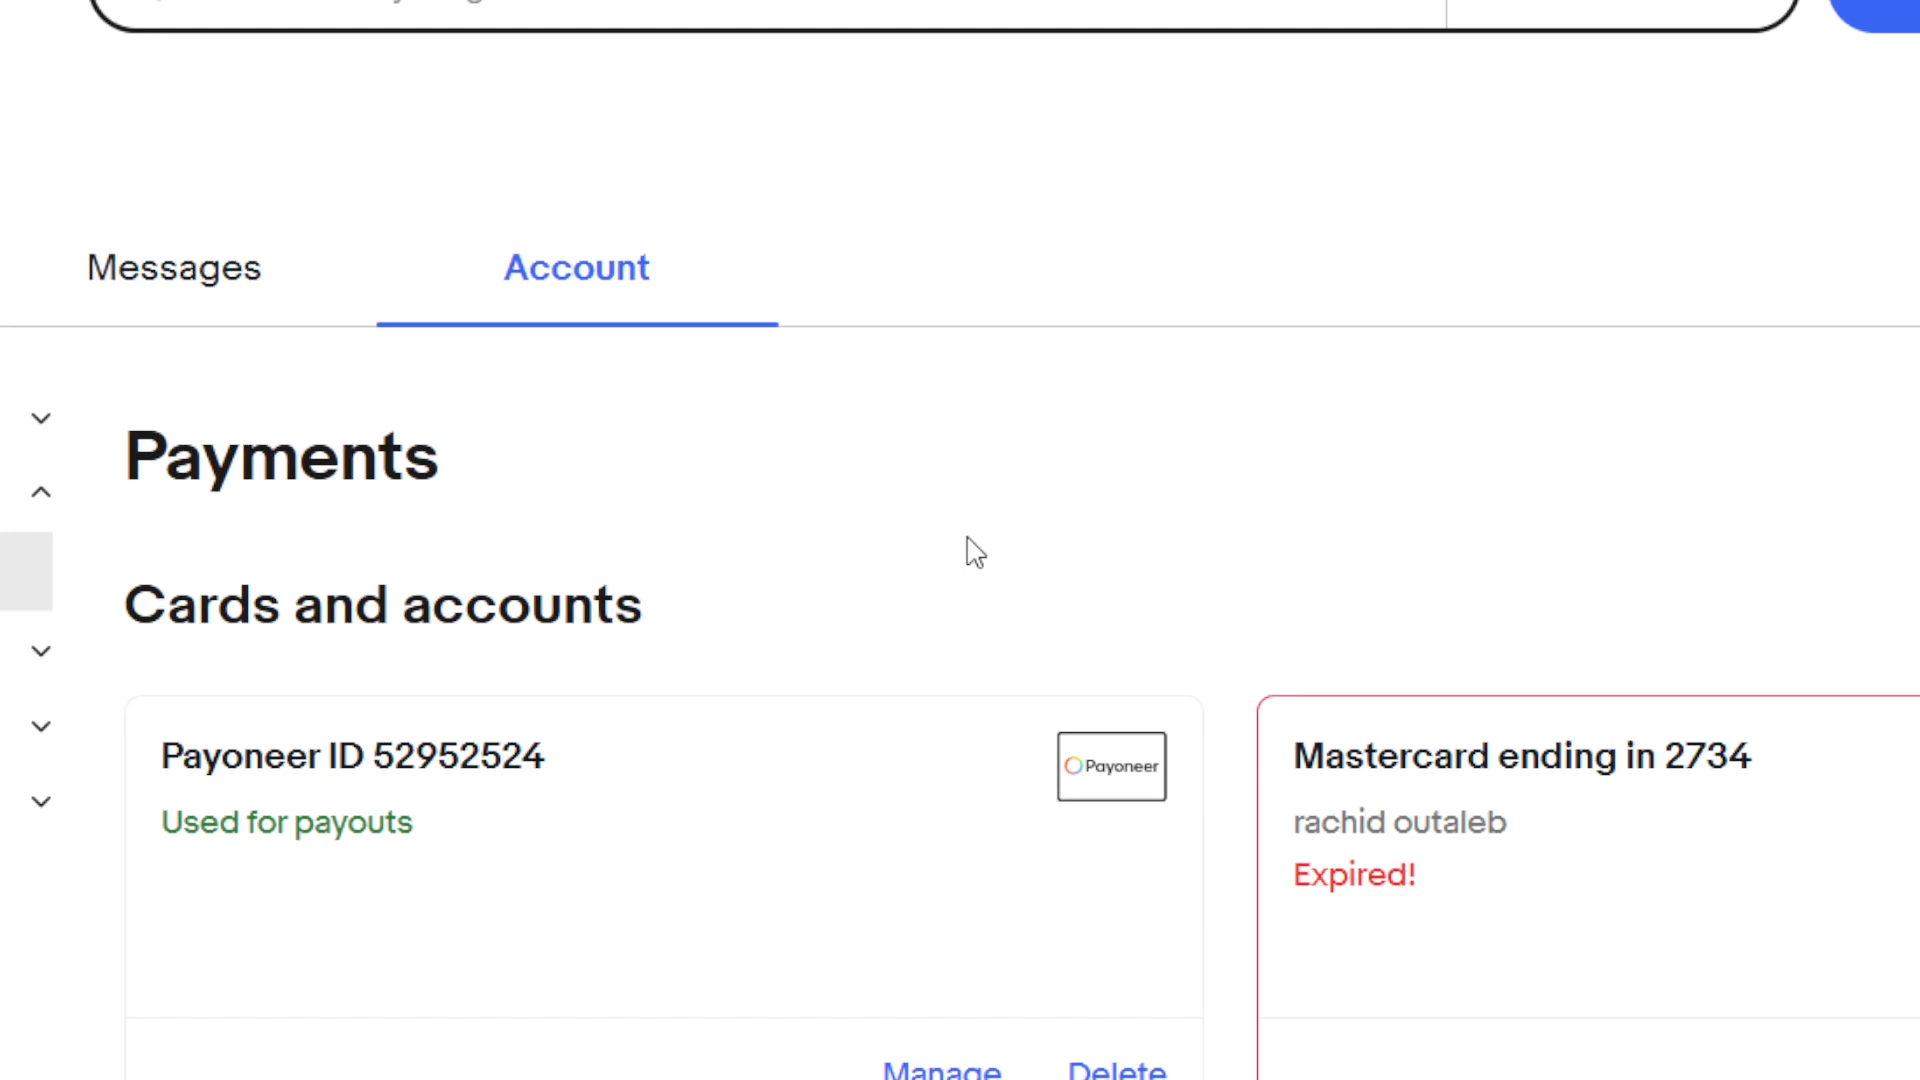 Messages
Account
Payments
Cards and accounts
Payoneer ID 52952524
Payoneer
Used for payouts
Mastercard ending in 2734
rachid outaleb
Expired!
Manage
Delete